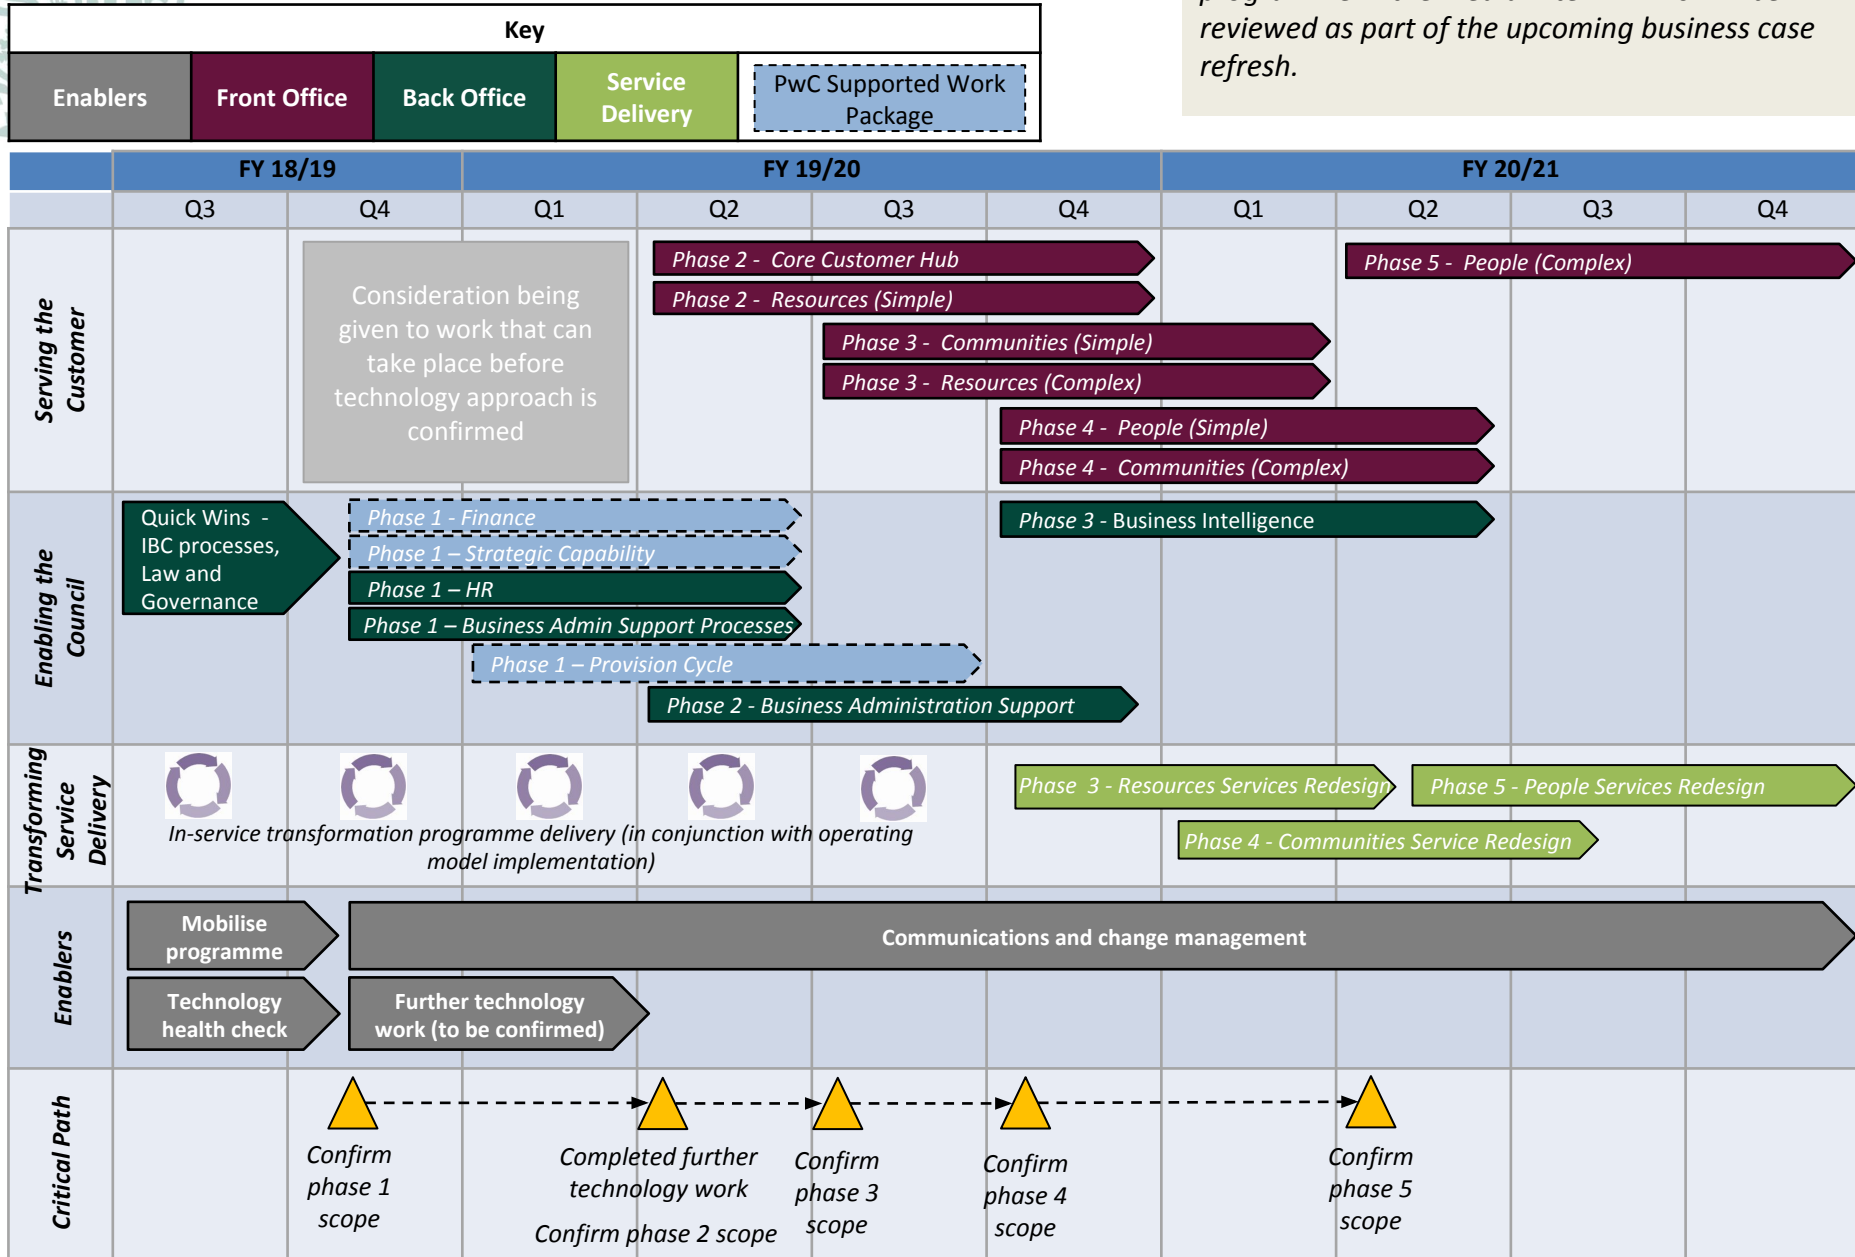 reviewed as part of the upcoming business case
refresh.
Key
Enablers
Front Office
Back Office
Service
Delivery
PwC Supported Work
Package
FY 18/19
FY 19/20
FY 20/21
Q3
Q4
Q1
Q2
Q3
Q4
Q1
Q2
Q3
Q4
Serving the
Customer
Consideration being
given to work that can
take place before
technology approach is
confirmed
Phase 2 - Core Customer Hub
Phase 2 - Resources (Simple)
Phase 3 - Communities (Simple)
Phase 3 - Resources (Complex)
Phase 4 - People (Simple)
Phase 4 - Communities (Complex)
Phase 5 - People (Complex)
Enabling the
Council
Quick Wins -
IBC processes,
Law and
Governance
Phase 1 - Finance
Phase 1 – Strategic Capability
Phase 1 – HR
Phase 1 – Business Admin Support Processes
Phase 1 – Provision Cycle
Phase 2 - Business Administration Support
Phase 3 - Business Intelligence
Transforming
Service
Delivery
In-service transformation programme delivery (in conjunction with operating
model implementation)
Phase 3 - Resources Services Redesign
Phase 5 - People Services Redesign
Phase 4 - Communities Service Redesign
Enablers
Mobilise
programme
Communications and change management
Technology
health check
Further technology
work (to be confirmed)
Critical Path
Confirm
phase 1
scope
Completed further
technology work
Confirm phase 2 scope
Confirm
phase 3
scope
Confirm
phase 4
scope
Confirm
phase 5
scope